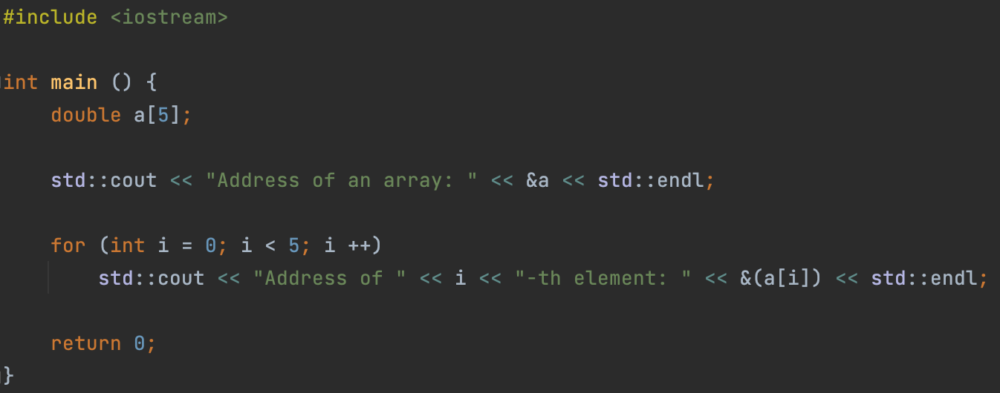 #include <iostream>
int main () {
    double a[5];
    std::cout << "Address of an array: " << &a << std::endl;
    for (int i = 0; i < 5; i ++)
        std::cout << "Address of " << i << "-th element: " << &(a[i]) << std::endl;
    return 0;
}